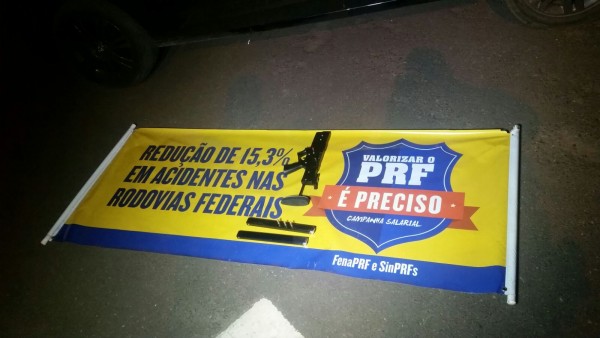 REDUÇÃO DE 15,3%
EM ACIDENTES NAS
RODOVIAS FEDERAIS
VALORIZAR O
PRF
É PRECISO
CAMPANHA SALARIAL
FenaPRF e SinPRFs